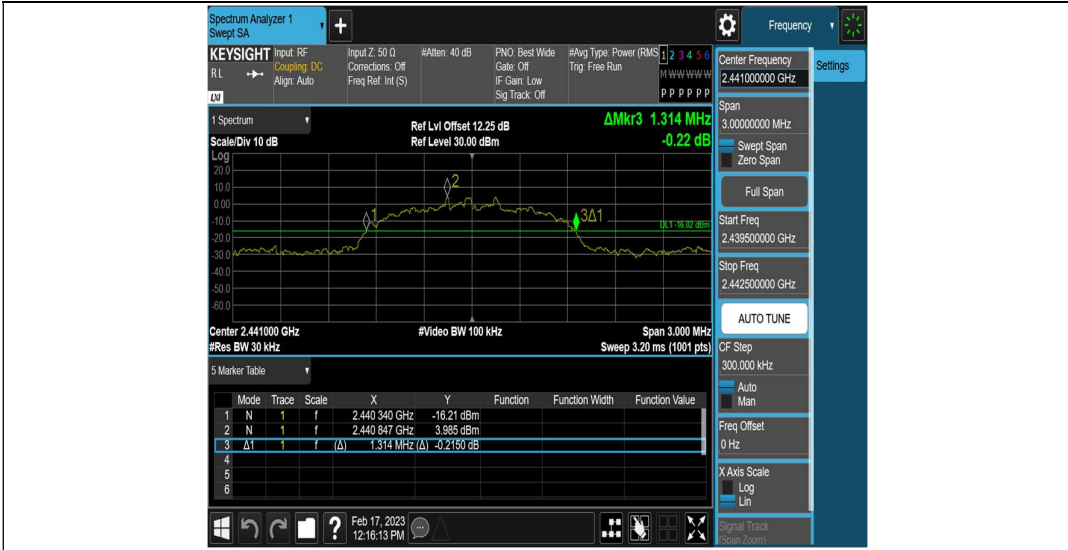 Spectrum Analyzer 1
Swept SA
Frequency
KEYSIGHT
RL
LXI
Input: RF
Coupling: DC
Align: Auto
Input Z: 50 Ω
Corrections: Off
Freq Ref: Int (S)
#Atten: 40 dB
PNO: Best Wide
Gate: Off
IF Gain: Low
Sig Track: Off
#Avg Type: Power (RMS
Trig: Free Run
1 2 3 4 5 6
M W W W W W
P P P P P P
1 Spectrum
Scale/Div 10 dB
Ref Lvl Offset 12.25 dB
Ref Level 30.00 dBm
ΔMkr3 1.314 MHz
-0.22 dB
Log
20.0
10.0
0.00
-10.0
-20.0
-30.0
-40.0
-50.0
-60.0
1
2
3Δ1
DL1 -16.02 dBm
Center 2.441000 GHz
#Res BW 30 kHz
#Video BW 100 kHz
Span 3.000 MHz
Sweep 3.20 ms (1001 pts)
5 Marker Table
Mode Trace Scale X Y Function Function Width Function Value
1 N 1 f 2.440 340 GHz -16.21 dBm
2 N 1 f 2.440 847 GHz 3.985 dBm
3 Δ1 1 f (Δ) 1.314 MHz (Δ) -0.2150 dB
4
5
6
Feb 17, 2023
12:16:13 PM
Center Frequency
2.441000000 GHz
Settings
Span
3.00000000 MHz
Swept Span
Zero Span
Full Span
Start Freq
2.439500000 GHz
Stop Freq
2.442500000 GHz
AUTO TUNE
CF Step
300.000 kHz
Auto
Man
Freq Offset
0 Hz
X Axis Scale
Log
Lin
Signal Track
(Span Zoom)